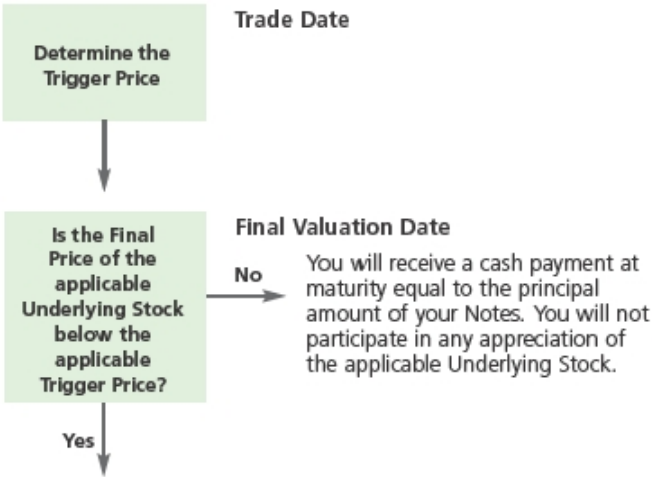 Trade Date
Determine the
Trigger Price
Final Valuation Date
Is the Final
Price of the
applicable
Underlying Stock
below the
applicable
Trigger Price?
No
You will receive a cash payment at
maturity equal to the principal
amount of your Notes. You will not
participate in any appreciation of
the applicable Underlying Stock.
Yes